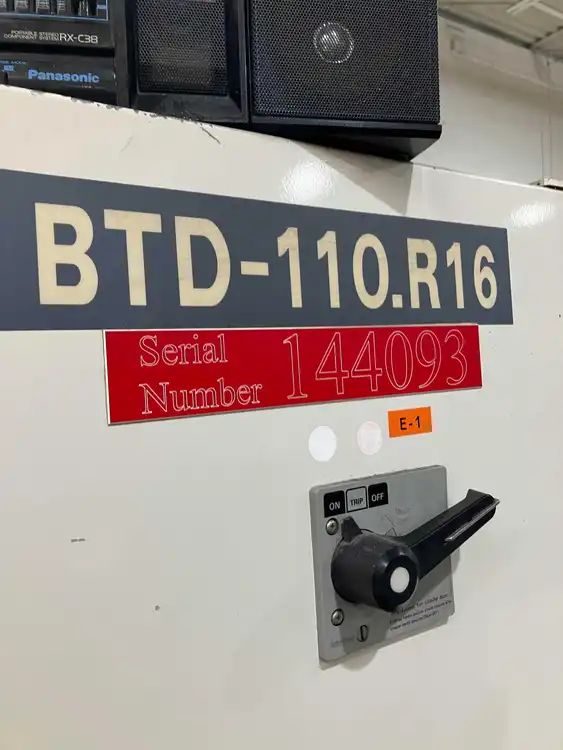 PORTABLE STEREO
COMPONENT SYSTEM RX-C38
Panasonic
BTD-110.R16
Serial
Number
144093
E-1
ON TRIP OFF